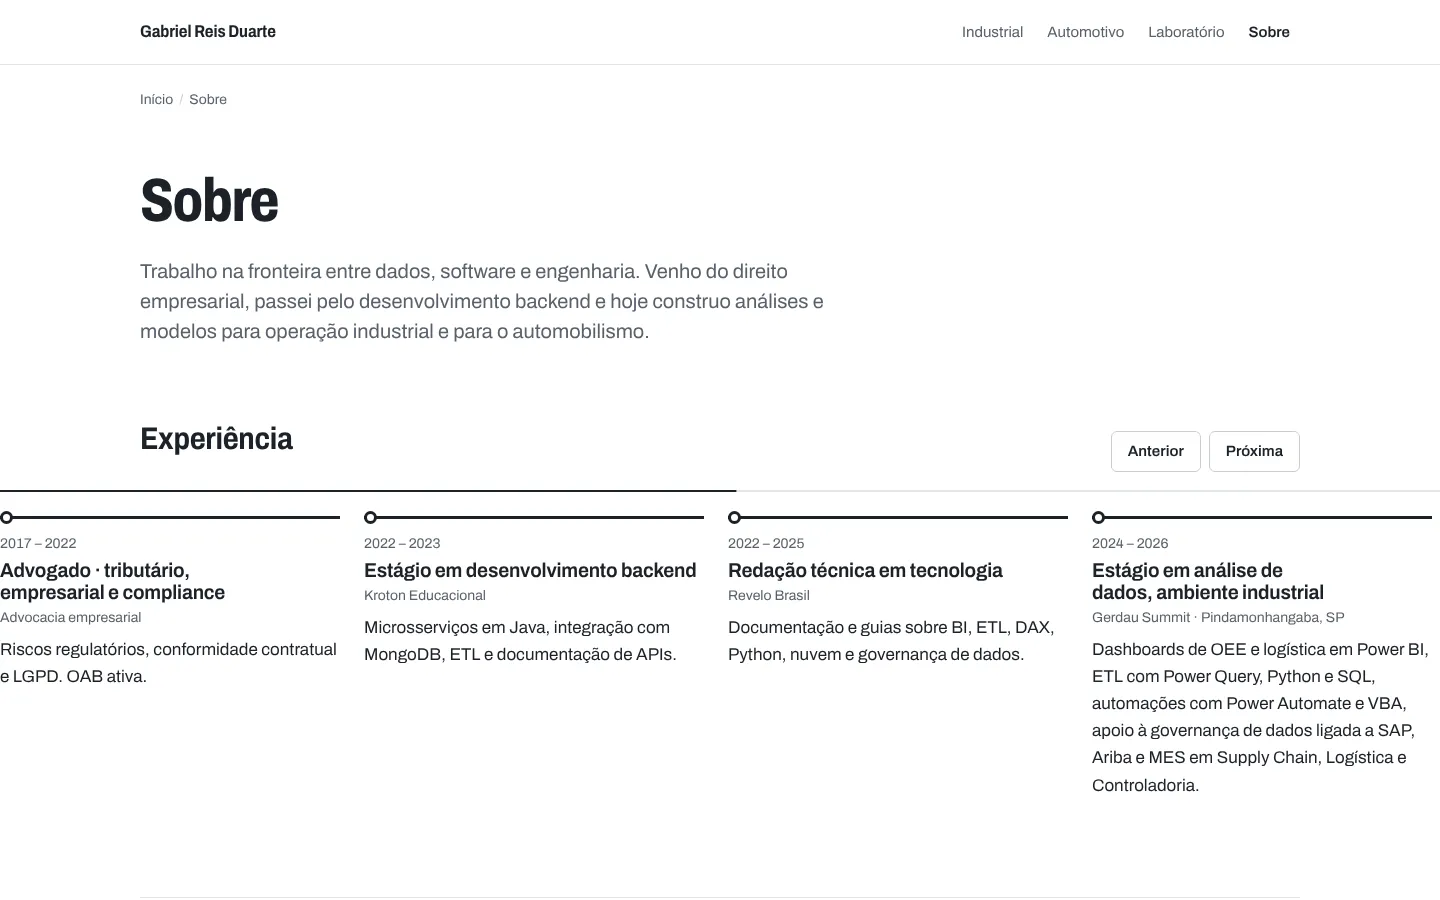 Gabriel Reis Duarte
Industrial
Automotivo
Laboratório
Sobre
Início / Sobre
Sobre
Trabalho na fronteira entre dados, software e engenharia. Venho do direito
empresarial, passei pelo desenvolvimento backend e hoje construo análises e
modelos para operação industrial e para o automobilismo.
Experiência
Anterior
Próxima
2017 – 2022
Advogado · tributário,
empresarial e compliance
Advocacia empresarial
Riscos regulatórios, conformidade contratual
e LGPD. OAB ativa.
2022 – 2023
Estágio em desenvolvimento backend
Kroton Educacional
Microsserviços em Java, integração com
MongoDB, ETL e documentação de APIs.
2022 – 2025
Redação técnica em tecnologia
Revelo Brasil
Documentação e guias sobre BI, ETL, DAX,
Python, nuvem e governança de dados.
2024 – 2026
Estágio em análise de
dados, ambiente industrial
Gerdau Summit · Pindamonhangaba, SP
Dashboards de OEE e logística em Power BI,
ETL com Power Query, Python e SQL,
automações com Power Automate e VBA,
apoio à governança de dados ligada a SAP,
Ariba e MES em Supply Chain, Logística e
Controladoria.